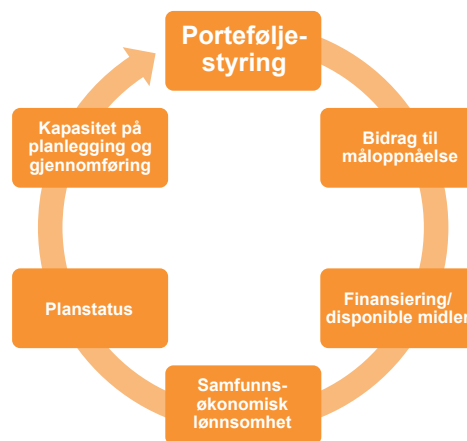 Portefølje-
styring
Bidrag til
måloppnåelse
Finansiering/
disponible midler
Samfunns-
økonomisk
lønnsomhet
Planstatus
Kapasitet på
planlegging og
gjennomføring